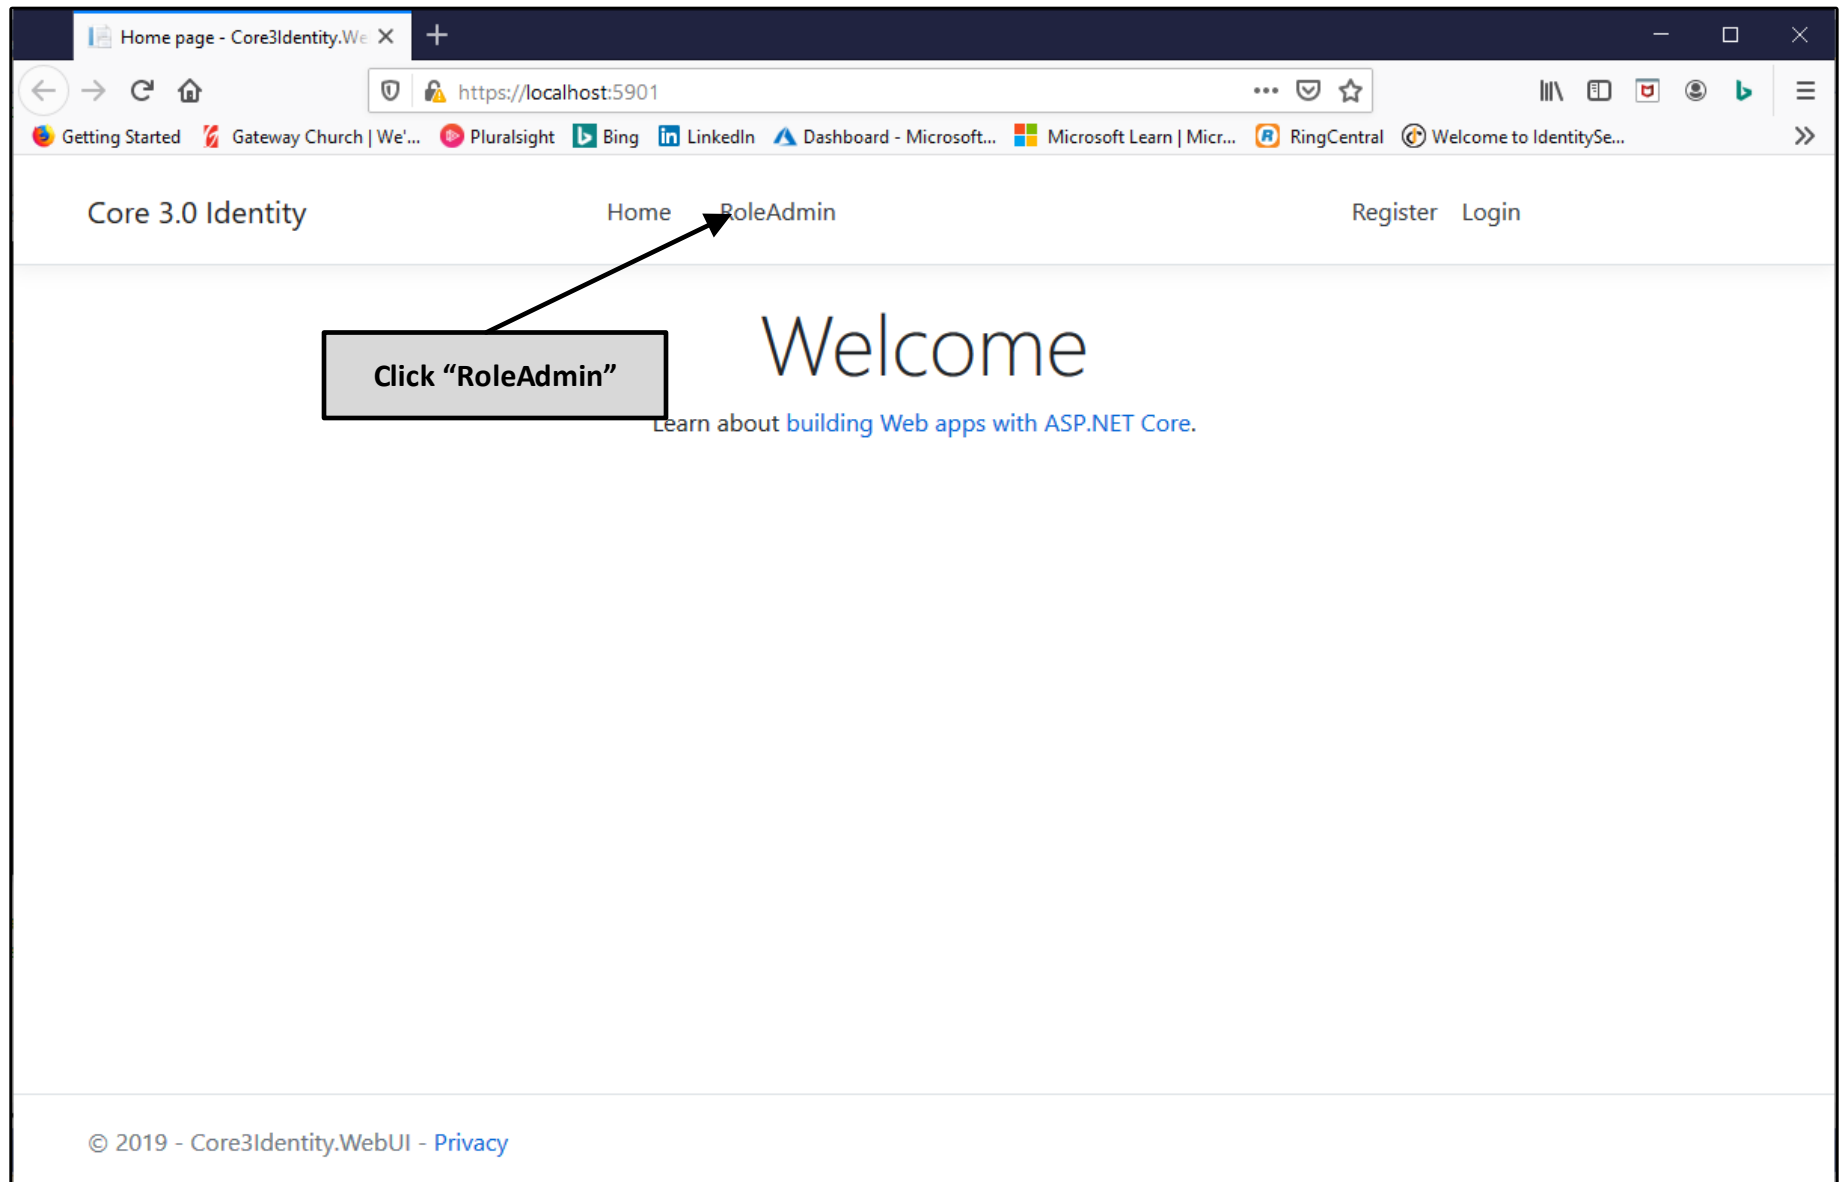 Home page - Core3Identity.We
https://localhost:5901
Getting Started Gateway Church | We'... Pluralsight Bing LinkedIn Dashboard - Microsoft... Microsoft Learn | Micr... RingCentral Welcome to IdentitySe...
Core 3.0 Identity Home RoleAdmin Register Login
Welcome
Click “RoleAdmin”
Learn about building Web apps with ASP.NET Core.
© 2019 - Core3Identity.WebUI - Privacy